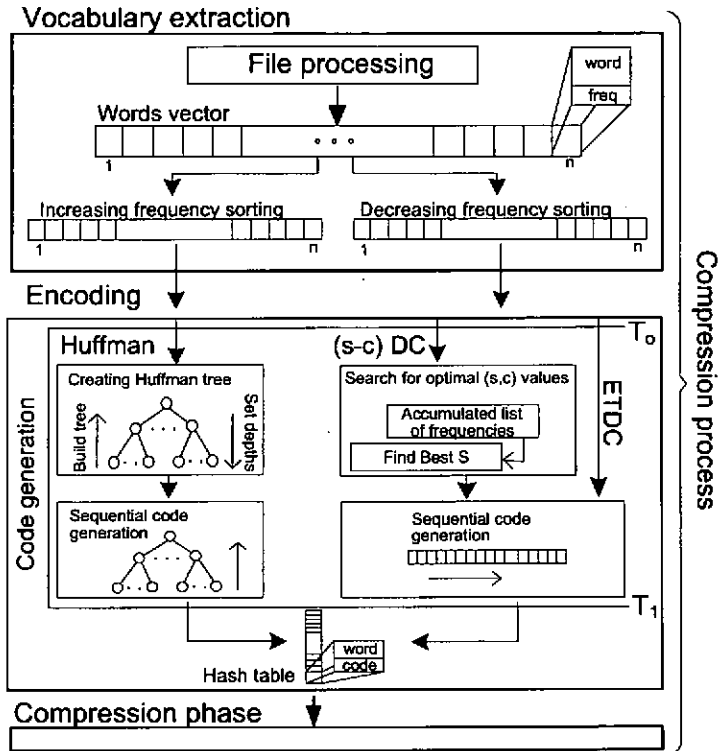 Vocabulary extraction
File processing
word
freq
Words vector
1
n
Increasing frequency sorting
1
n
Decreasing frequency sorting
1
n
Encoding
Compression process
Code generation
T0
Huffman
Creating Huffman tree
Build tree
Set depths
Sequential code
generation
(s-c) DC
Search for optimal (s,c) values
Accumulated list
of frequencies
Find Best S
ETDC
Sequential code
generation
T1
Hash table
word
code
Compression phase